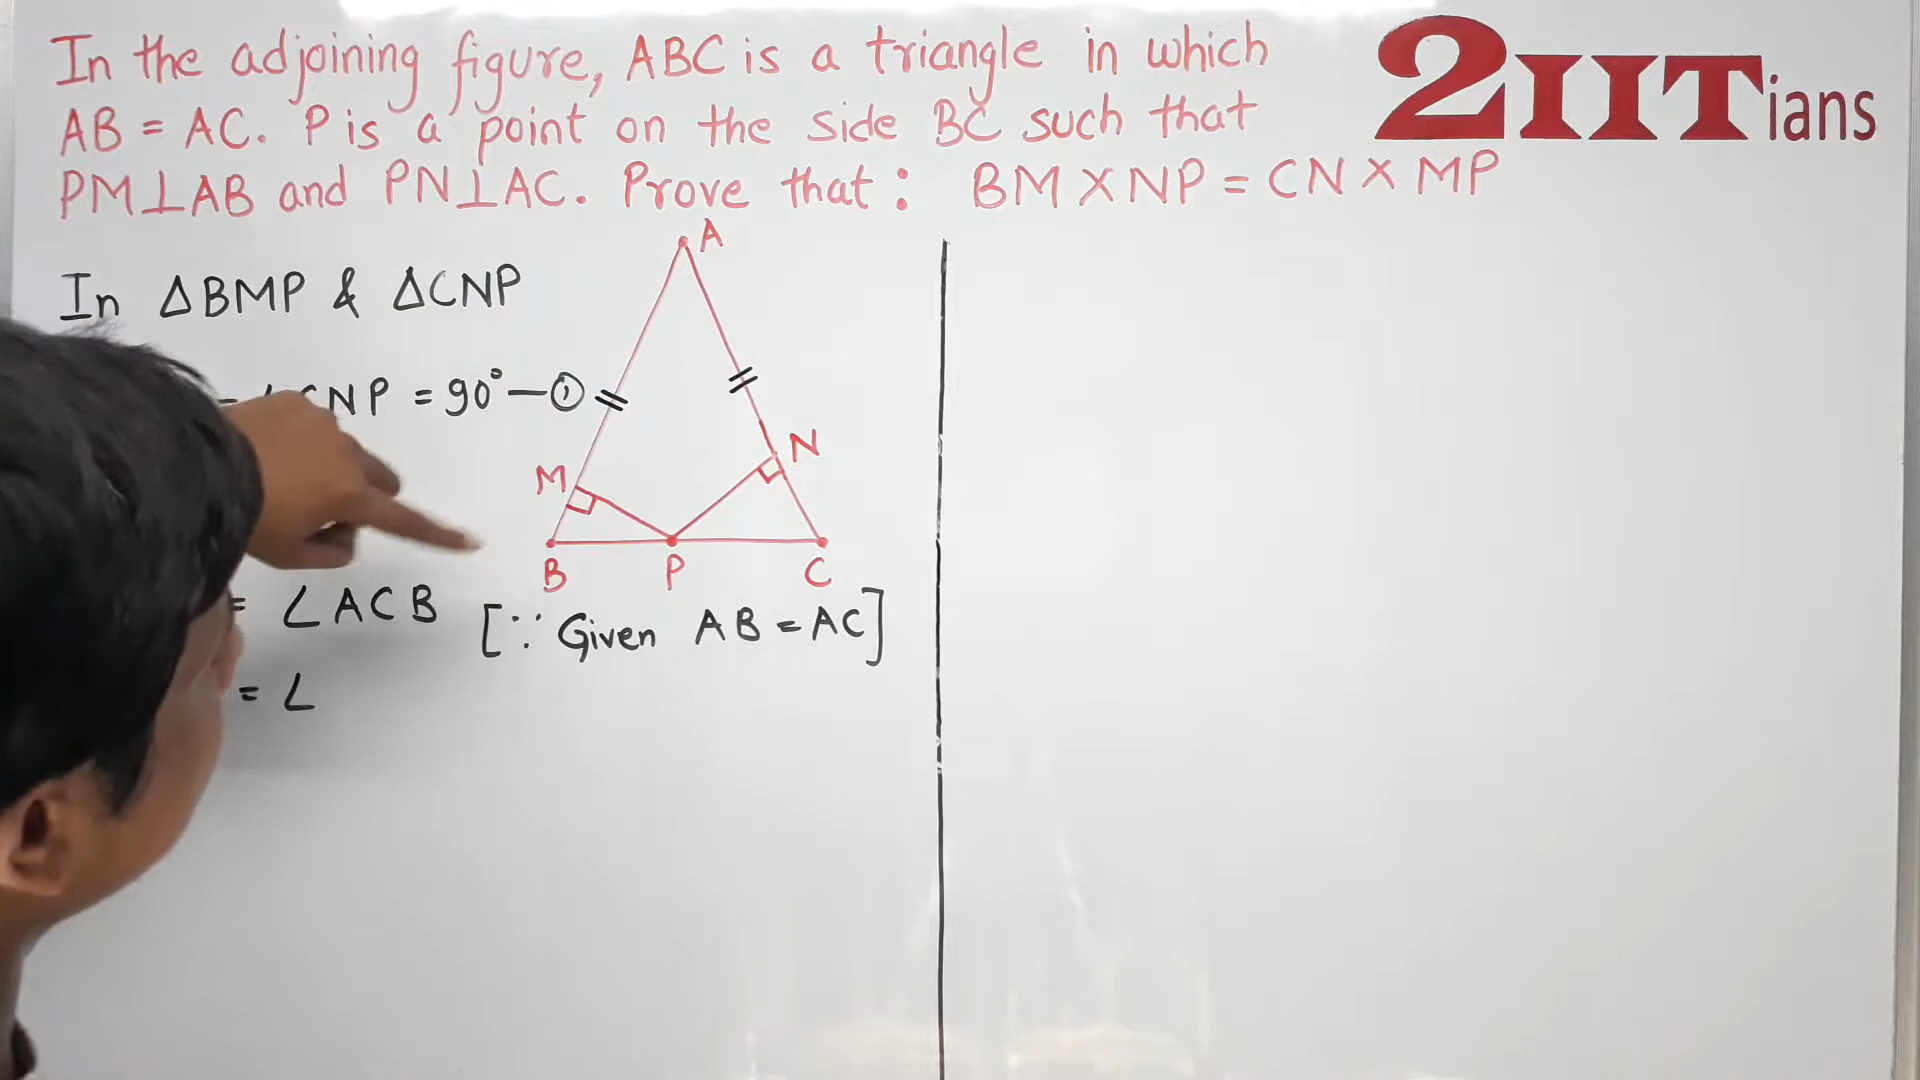 In the adjoining figure, ABC is a triangle in which
AB = AC. P is a point on the side BC such that
PM⊥AB and PN⊥AC. Prove that : BM X NP = CN X MP
2IITians
In ΔBMP & ΔCNP
NP = 90° — ①
A
M
N
B
P
C
= ∠ACB [∵ Given AB = AC]
= ∠